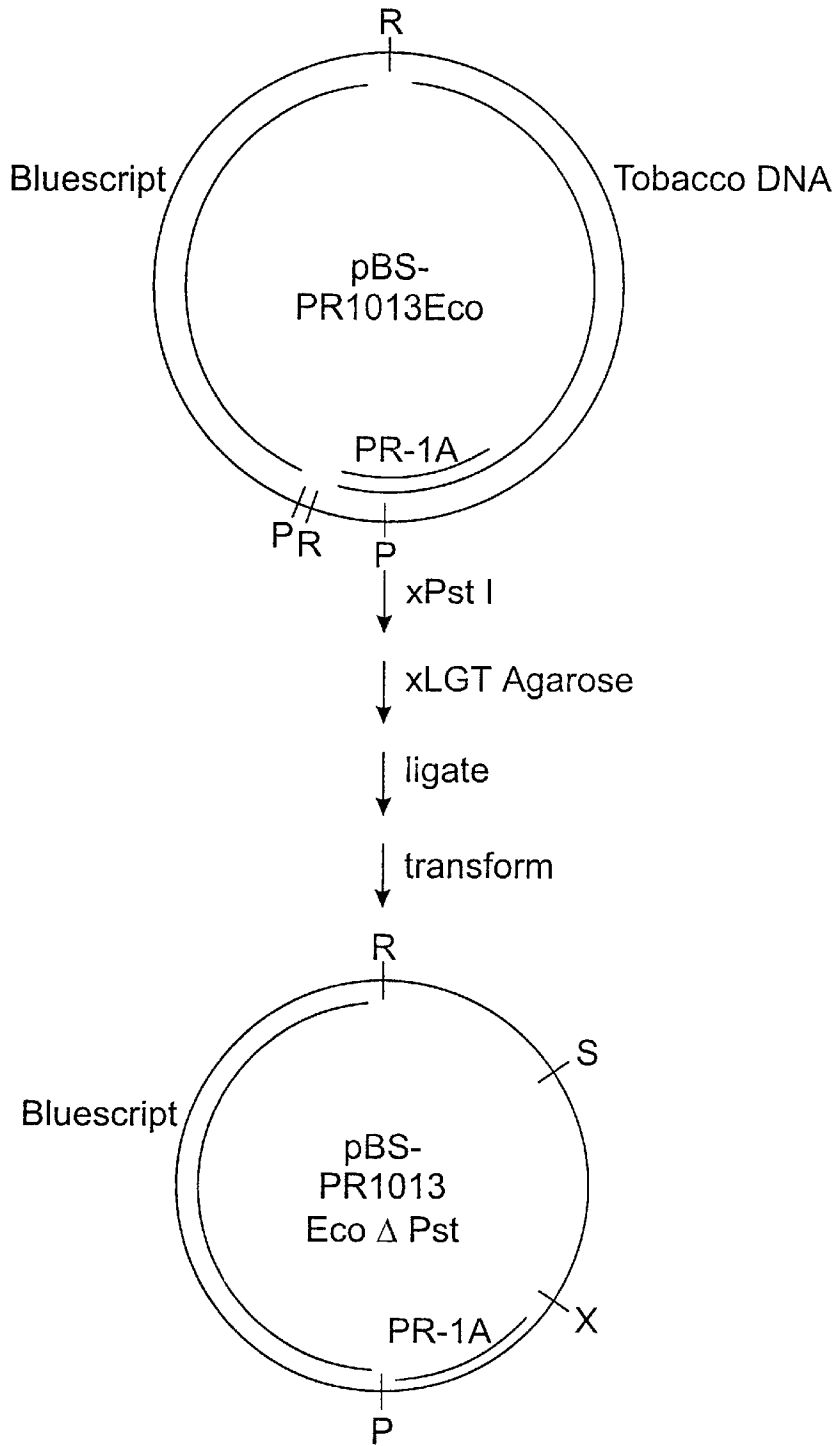 R
Bluescript
Tobacco DNA
pBS-
PR1013Eco
PR-1A
P
R
P
xPst I
xLGT Agarose
ligate
transform
R
S
Bluescript
pBS-
PR1013
Eco Δ Pst
X
PR-1A
P